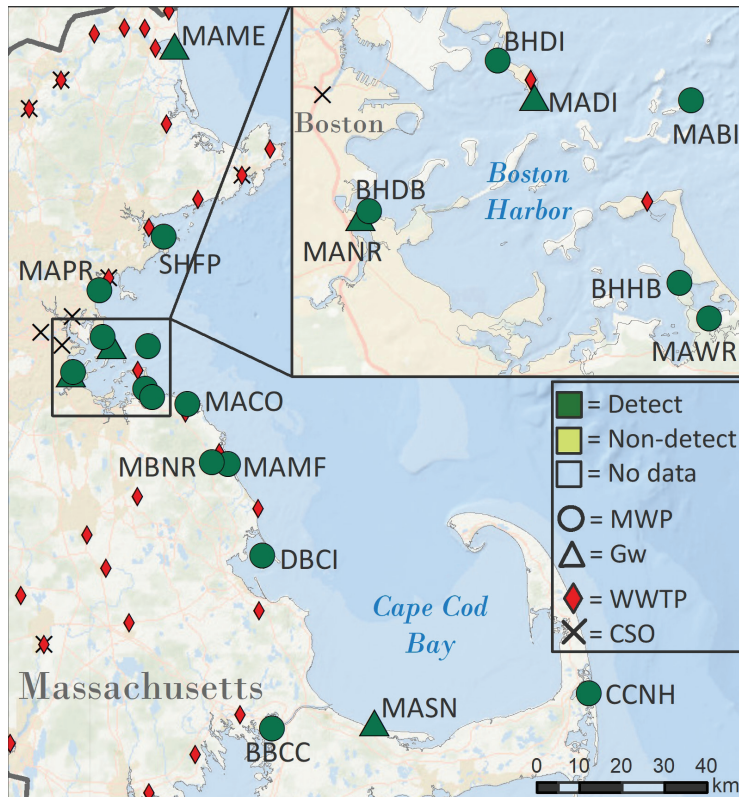 MAME
BHDI
MADI
Boston
MABI
Boston
Harbor
BHDB
MANR
SHFP
MAPR
BHHB
MAWR
MACO
= Detect
= Non-detect
= No data
MBNR
MAMF
= MWP
= Gw
DBCI
= WWTP
= CSO
Cape Cod
Bay
Massachusetts
CCNH
MASN
BBCC
0 10 20 30 40
km